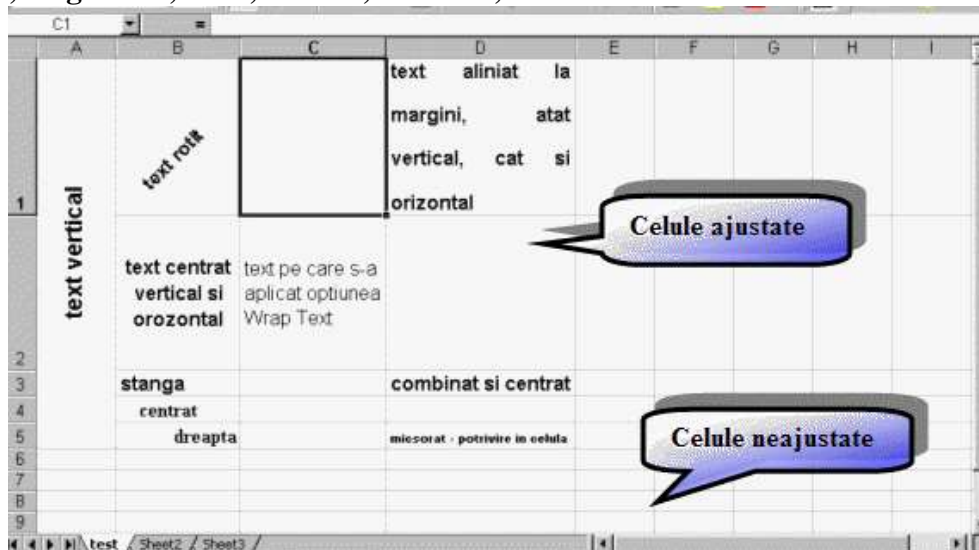 C1 =
A B C D E F G H I
text aliniat la
margini, atat
vertical, cat si
orizontal
text rotit
1
text vertical
Celule ajustate
text centrat
vertical si
orozontal
text pe care s-a
aplicat optiunea
Wrap Text
2
3 stanga combinat si centrat
4 centrat
5 dreapta micsorat - potrivire in celula
Celule neajustate
6
7
8
9
test Sheet2 Sheet3